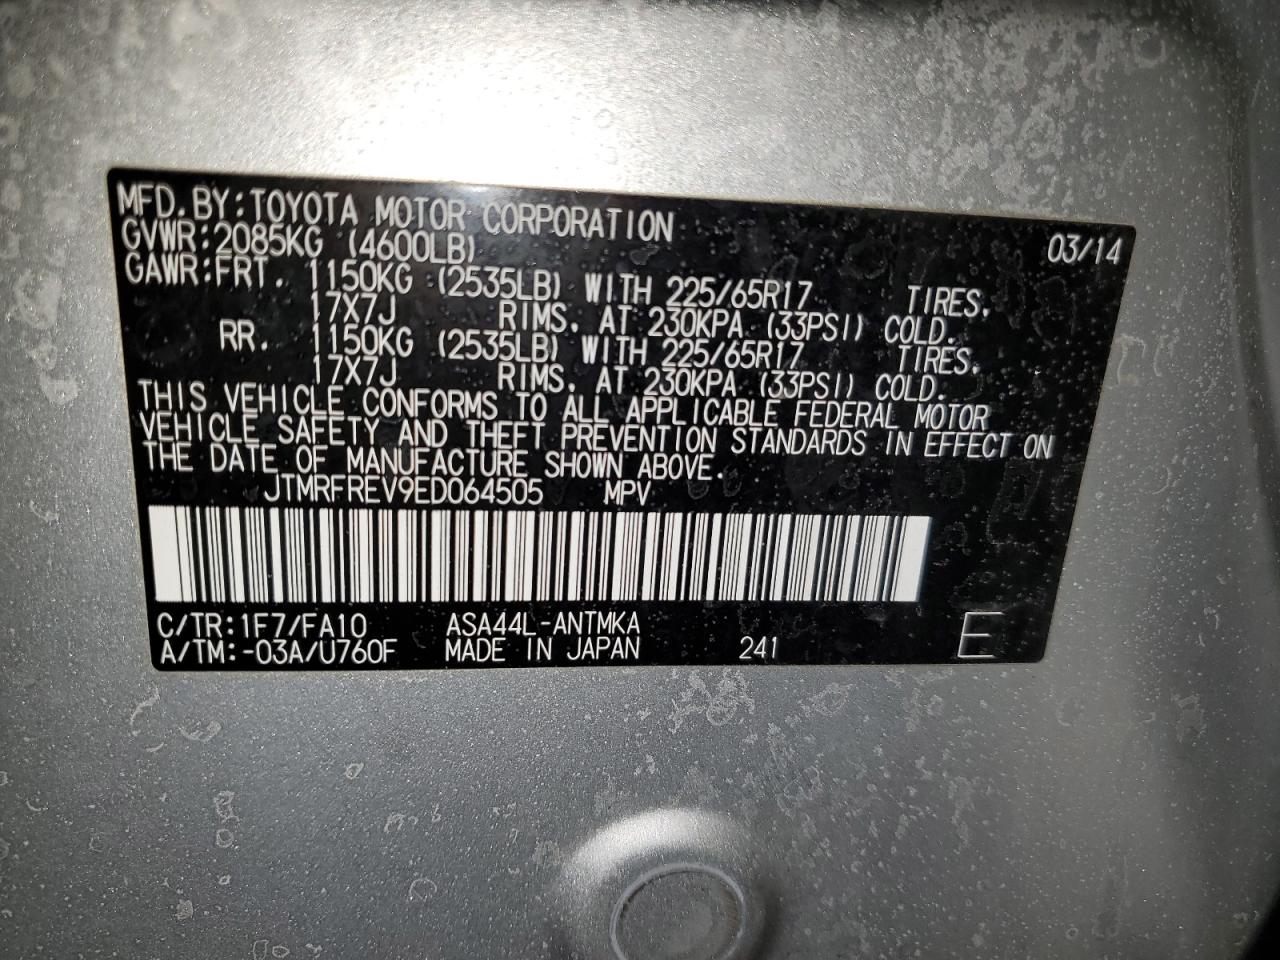 MFD. BY: TOYOTA MOTOR CORPORATION 03/14
GVWR: 2085KG (4600LB)
GAWR: FRT. 1150KG (2535LB) WITH 225/65R17 TIRES,
17X7J RIMS, AT 230KPA (33PSI) COLD.
RR. 1150KG (2535LB) WITH 225/65R17 TIRES,
17X7J RIMS, AT 230KPA (33PSI) COLD.
THIS VEHICLE CONFORMS TO ALL APPLICABLE FEDERAL MOTOR
VEHICLE SAFETY AND THEFT PREVENTION STANDARDS IN EFFECT ON
THE DATE OF MANUFACTURE SHOWN ABOVE.
JTMRFREV9ED064505 MPV
C/TR: 1F7/FA10 ASA44L-ANTMKA
A/TM: -03A/U760F MADE IN JAPAN 241 E